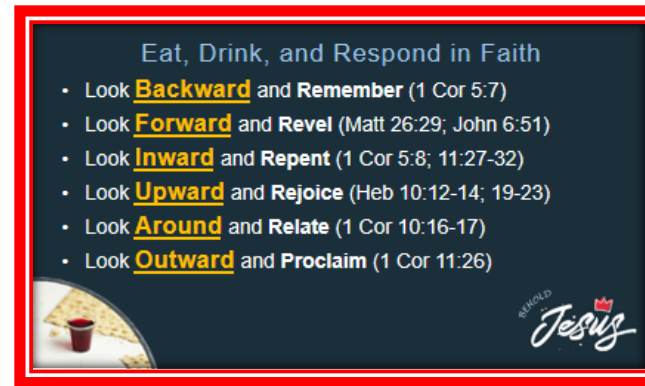 Eat, Drink, and Respond in Faith
• Look Backward and Remember (1 Cor 5:7)
• Look Forward and Revel (Matt 26:29; John 6:51)
• Look Inward and Repent (1 Cor 5:8; 11:27-32)
• Look Upward and Rejoice (Heb 10:12-14; 19-23)
• Look Around and Relate (1 Cor 10:16-17)
• Look Outward and Proclaim (1 Cor 11:26)
BEHOLD
Jesus